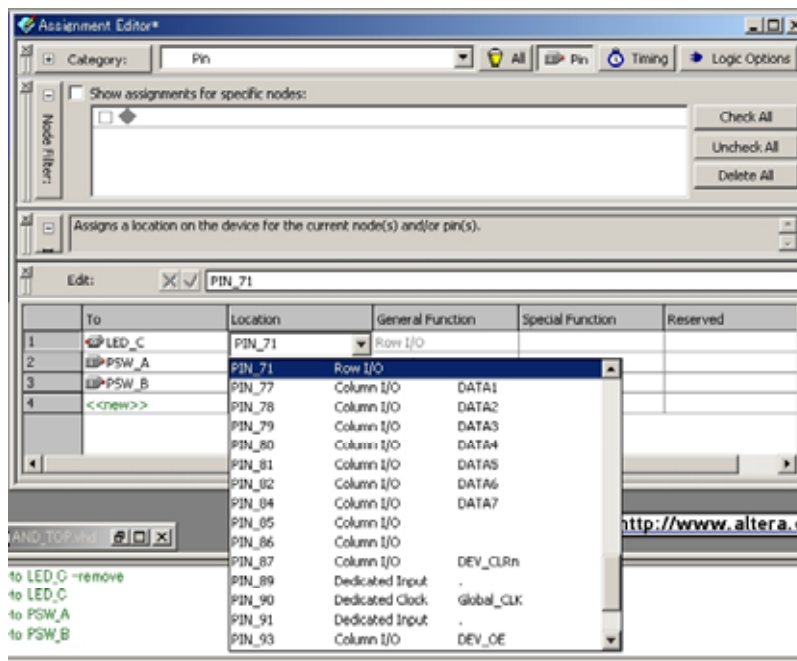 Assignment Editor*
Category: Pin All Pin Timing Logic Options
Node Filter:
Show assignments for specific nodes:
Check All
Uncheck All
Delete All
Assigns a location on the device for the current node(s) and/or pin(s).
Edit: PIN_71
To Location General Function Special Function Reserved
1 LED_C PIN_71 Row I/O
2 PSW_A
3 PSW_B
4 <<new>>
PIN_71 Row I/O
PIN_77 Column I/O DATA1
PIN_78 Column I/O DATA2
PIN_79 Column I/O DATA3
PIN_80 Column I/O DATA4
PIN_81 Column I/O DATA5
PIN_82 Column I/O DATA6
PIN_84 Column I/O DATA7
PIN_85 Column I/O
PIN_86 Column I/O
PIN_87 Column I/O DEV_CLRn
PIN_89 Dedicated Input .
PIN_90 Dedicated Clock Global_CLK
PIN_91 Dedicated Input .
PIN_93 Column I/O DEV_OE
http://www.altera.
AND_TOP.vhd
to LED_C -remove
to LED_C
to PSW_A
to PSW_B